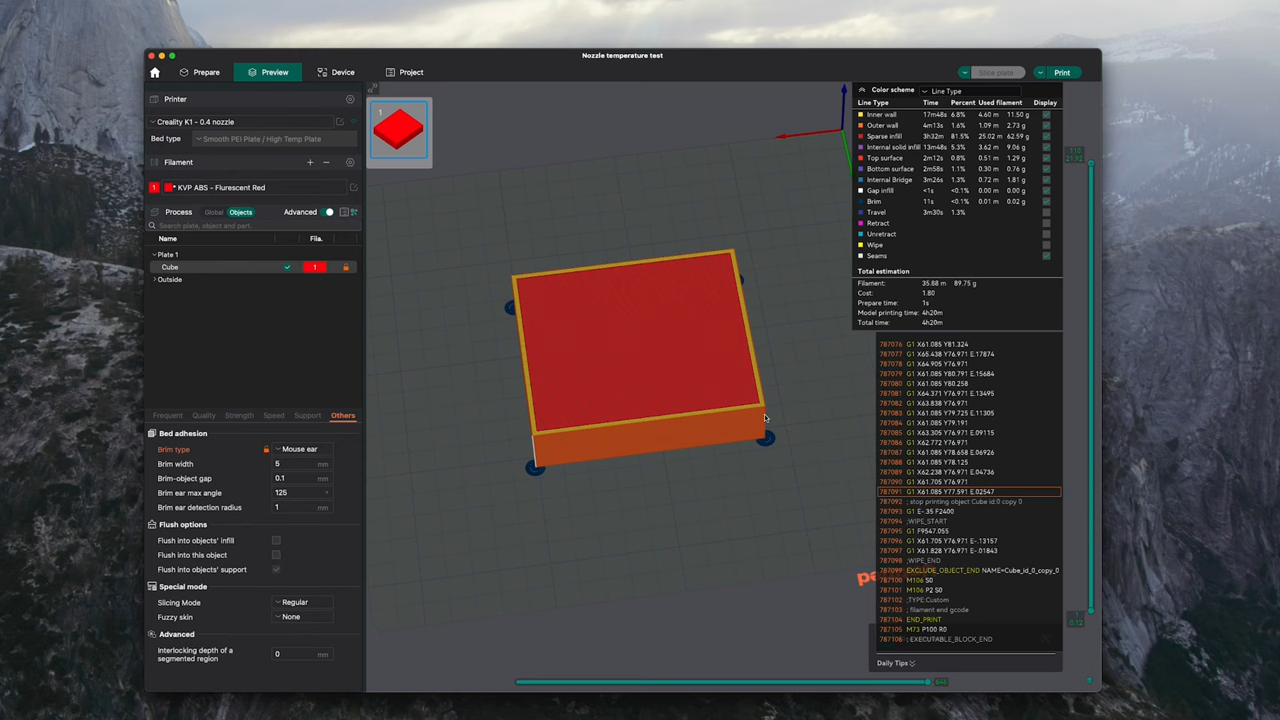 Nozzle temperature test
Prepare
Preview
Device
Project
Slice plate
Print
Printer
Creality K1 - 0.4 nozzle
Bed type
Smooth PEI Plate / High Temp Plate
Filament
1 * KVP ABS - Flurescent Red
Process Global Objects Advanced
Search plate, object and part.
Name Fila.
Plate 1
Cube 1
Outside
Frequent Quality Strength Speed Support Others
Bed adhesion
Brim type Mouse ear
Brim width 5 mm
Brim-object gap 0.1 mm
Brim ear max angle 125 °
Brim ear detection radius 1 mm
Flush options
Flush into objects' infill
Flush into this object
Flush into objects' support
Special mode
Slicing Mode Regular
Fuzzy skin None
Advanced
Interlocking depth of a
segmented region 0 mm
1
Color scheme Line Type
Line Type Time Percent Used filament Display
Inner wall 17m48s 6.8% 4.60 m 11.50 g
Outer wall 4m13s 1.6% 1.09 m 2.73 g
Sparse infill 3h32m 81.5% 25.02 m 62.59 g
Internal solid infill 13m48s 5.3% 3.62 m 9.06 g
Top surface 2m12s 0.8% 0.51 m 1.29 g
Bottom surface 2m58s 1.1% 0.30 m 0.76 g
Internal Bridge 3m26s 1.3% 0.72 m 1.81 g
Gap infill <1s <0.1% 0.00 m 0.00 g
Brim 11s <0.1% 0.01 m 0.02 g
Travel 3m30s 1.3%
Retract
Unretract
Wipe
Seams
Total estimation
Filament: 35.88 m 89.75 g
Cost: 1.80
Prepare time: 1s
Model printing time: 4h20m
Total time: 4h20m
110
21.92
787076 G1 X61.085 Y81.324
787077 G1 X65.438 Y76.971 E.17874
787078 G1 X64.905 Y76.971
787079 G1 X61.085 Y80.791 E.15684
787080 G1 X61.085 Y80.258
787081 G1 X64.371 Y76.971 E.13495
787082 G1 X63.838 Y76.971
787083 G1 X61.085 Y79.725 E.11305
787084 G1 X61.085 Y79.191
787085 G1 X63.305 Y76.971 E.09115
787086 G1 X62.772 Y76.971
787087 G1 X61.085 Y78.658 E.06926
787088 G1 X61.085 Y78.125
787089 G1 X62.238 Y76.971 E.04736
787090 G1 X61.705 Y76.971
787091 G1 X61.085 Y77.591 E.02547
787092 ; stop printing object Cube id:0 copy 0
787093 G1 E-.35 F2400
787094 ;WIPE_START
787095 G1 F9547.055
787096 G1 X61.705 Y76.971 E-.13157
787097 G1 X61.828 Y76.971 E-.01843
787098 ;WIPE_END
787099 EXCLUDE_OBJECT_END NAME=Cube_id_0_copy_0
787100 M106 S0
787101 M106 P2 S0
787102 ;TYPE:Custom
787103 ; filament end gcode
787104 END_PRINT
787105 M73 P100 R0
787106 ; EXECUTABLE_BLOCK_END
1
0.12
Daily Tips